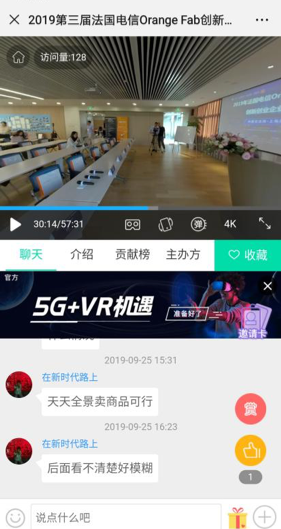 2019第三届法国电信Orange Fab创新...
访问量:128
30:14/57:31
弹
4K
聊天
介绍
贡献榜
主办方
收藏
官方
5G+VR机遇
准备好了
邀请卡
2019-09-25 15:31
在新时代路上
天天全景卖商品可行
2019-09-25 16:23
在新时代路上
后面看不清楚好模糊
赏
1
说点什么吧